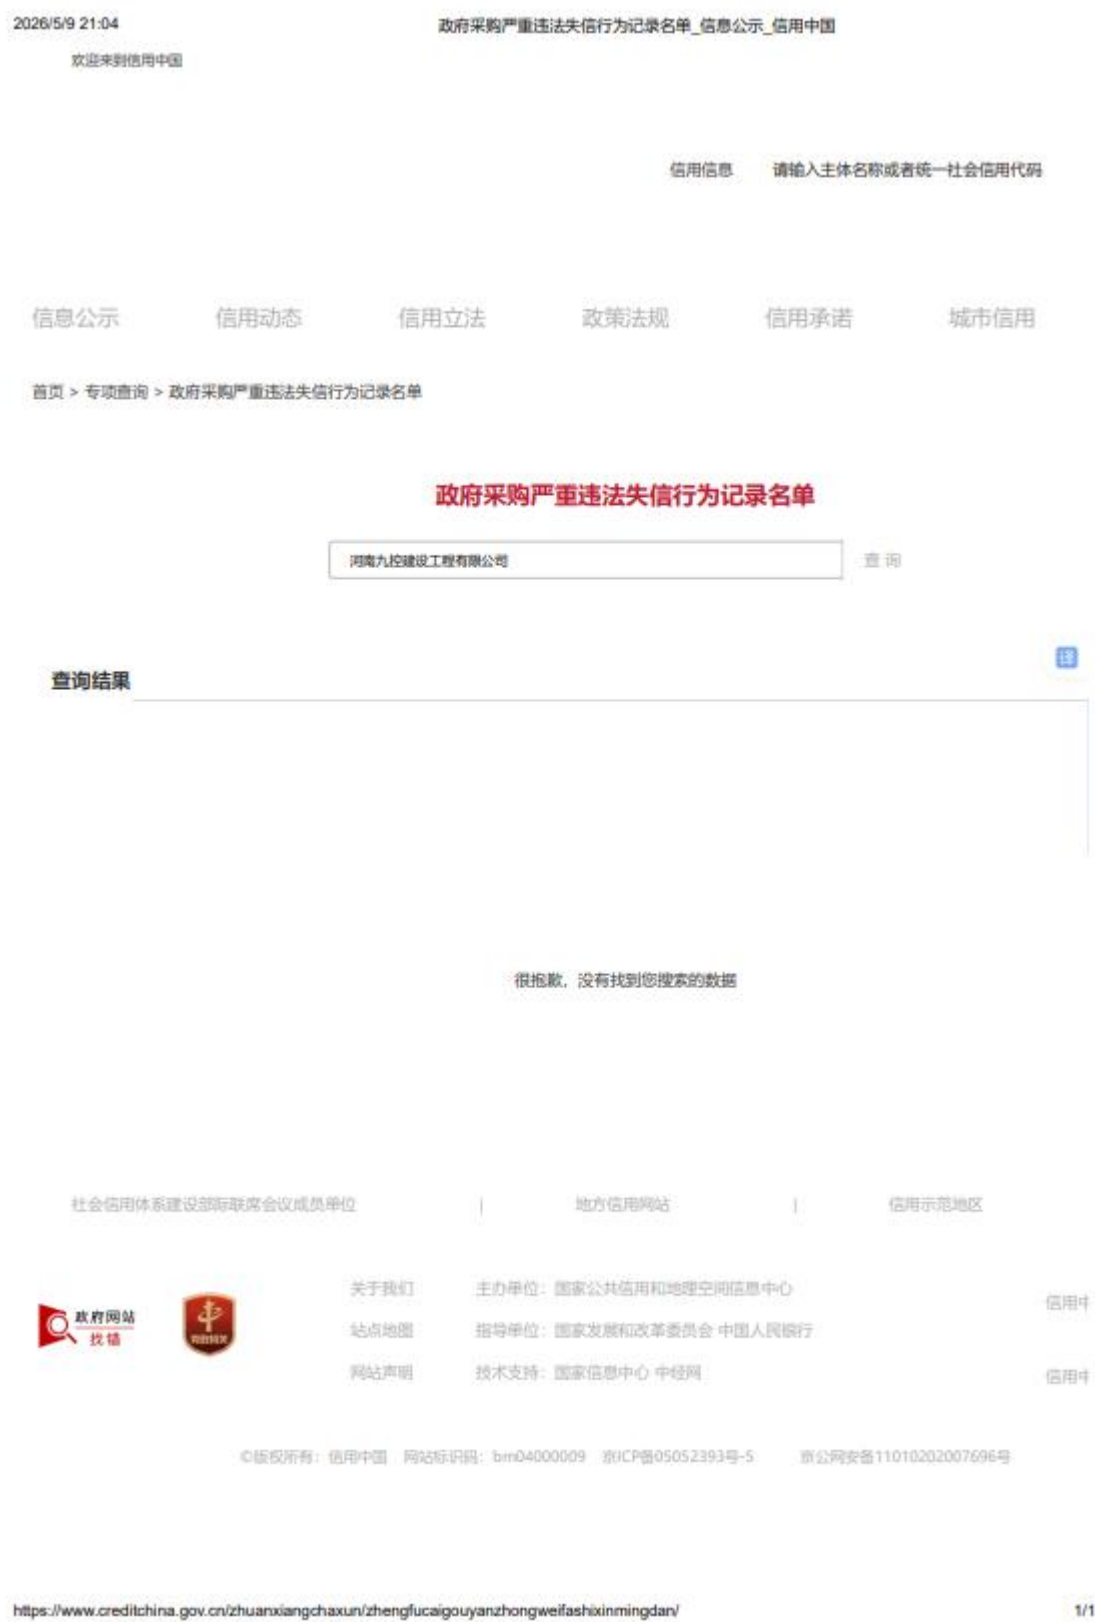 2026/5/9 21:04 政府采购严重违法失信行为记录名单_信息公示_信用中国
欢迎来到信用中国
信用信息 请输入主体名称或者统一社会信用代码
信息公示 信用动态 信用立法 政策法规 信用承诺 城市信用
首页 > 专项查询 > 政府采购严重违法失信行为记录名单
政府采购严重违法失信行为记录名单
河南九控建设工程有限公司 查 询
译
查询结果
很抱歉，没有找到您搜索的数据
社会信用体系建设部际联席会议成员单位 | 地方信用网站 | 信用示范地区
关于我们 主办单位：国家公共信用和地理空间信息中心
信用中
政府网站
找错
站点地图 指导单位：国家发展和改革委员会 中国人民银行
网站声明 技术支持：国家信息中心 中经网
信用中
©版权所有：信用中国 网站标识码：bm04000009 京ICP备05052393号-5 京公网安备110102002007696号
https://www.creditchina.gov.cn/zhuanxiangchaxun/zhengfucaigouyanzhongweifashixinmingdan/ 1/1